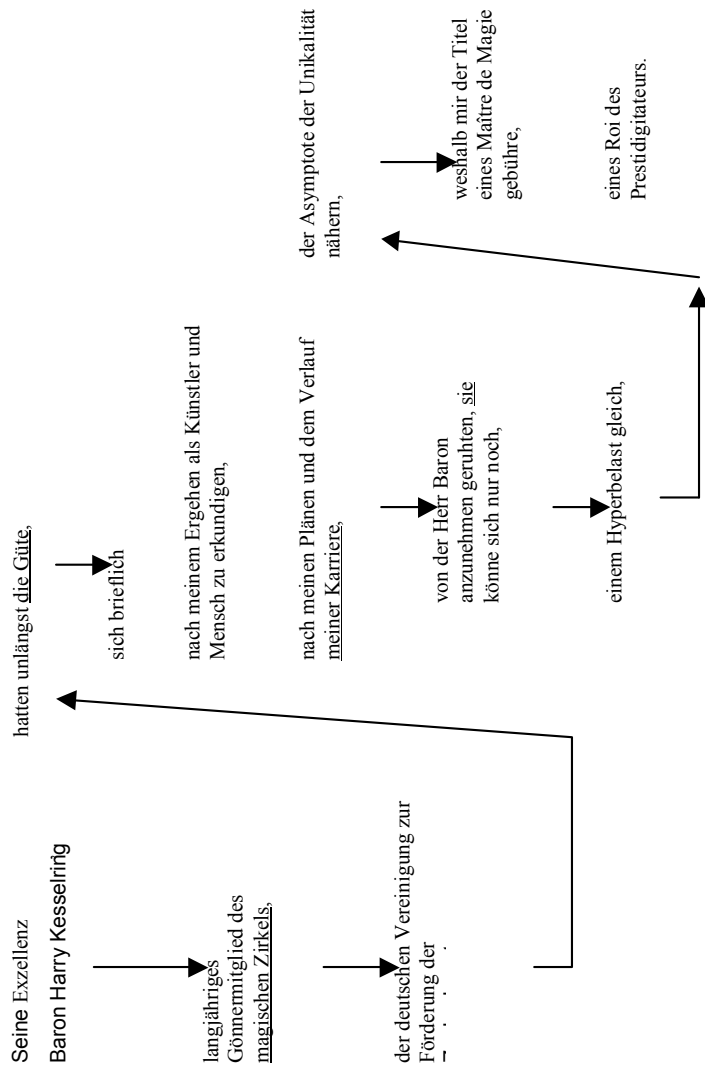 Seine Exzellenz
Baron Harry Kesselring
langjähriges
Gönnermitglied des
magischen Zirkels,
der deutschen Vereinigung zur
Förderung der
hatten unlängst die Güte,
sich brieflich
nach meinem Ergehen als Künstler und
Mensch zu erkundigen,
nach meinen Plänen und dem Verlauf
meiner Karriere,
von der Herr Baron
anzunehmen geruhten, sie
könne sich nur noch,
einem Hyperbelast gleich,
der Asymptote der Unikalität
nähern,
weshalb mir der Titel
eines Maître de Magie
gebühre,
eines Roi des
Prestidigitateurs.